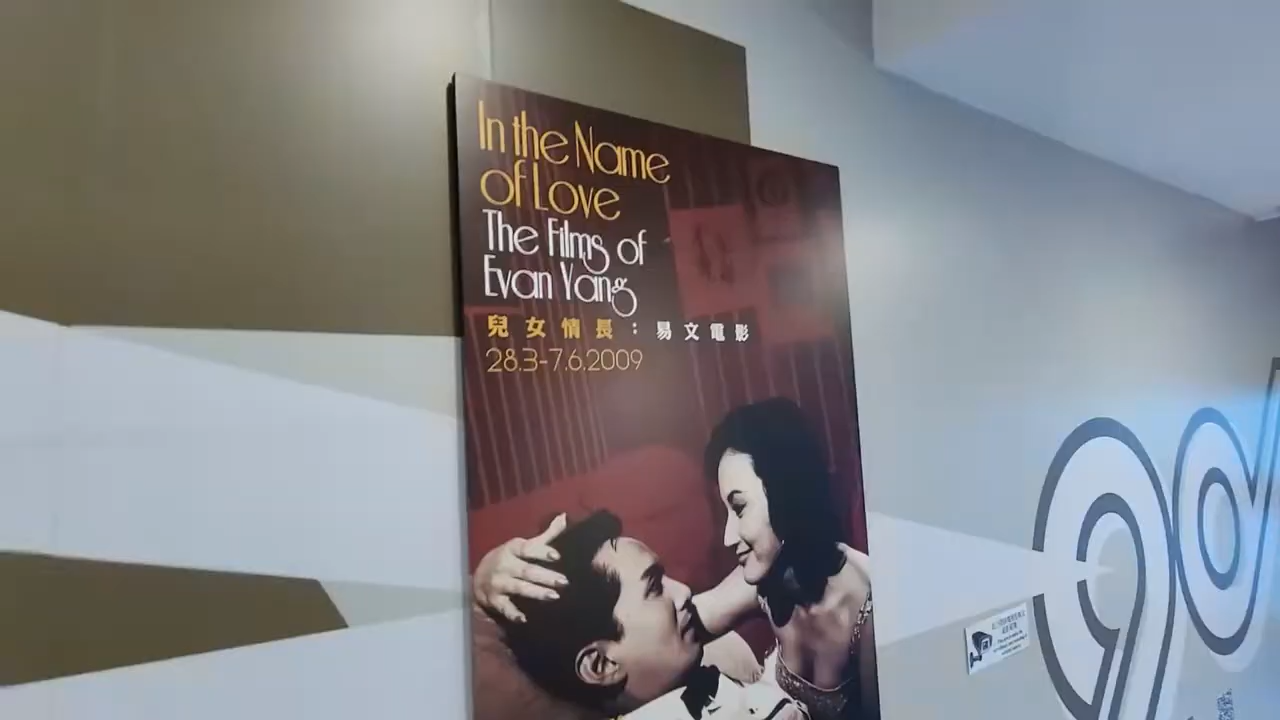 In the Name
of Love
The Films of
Evan Yang
兒女情長：易文電影
28.3-7.6.2009
90